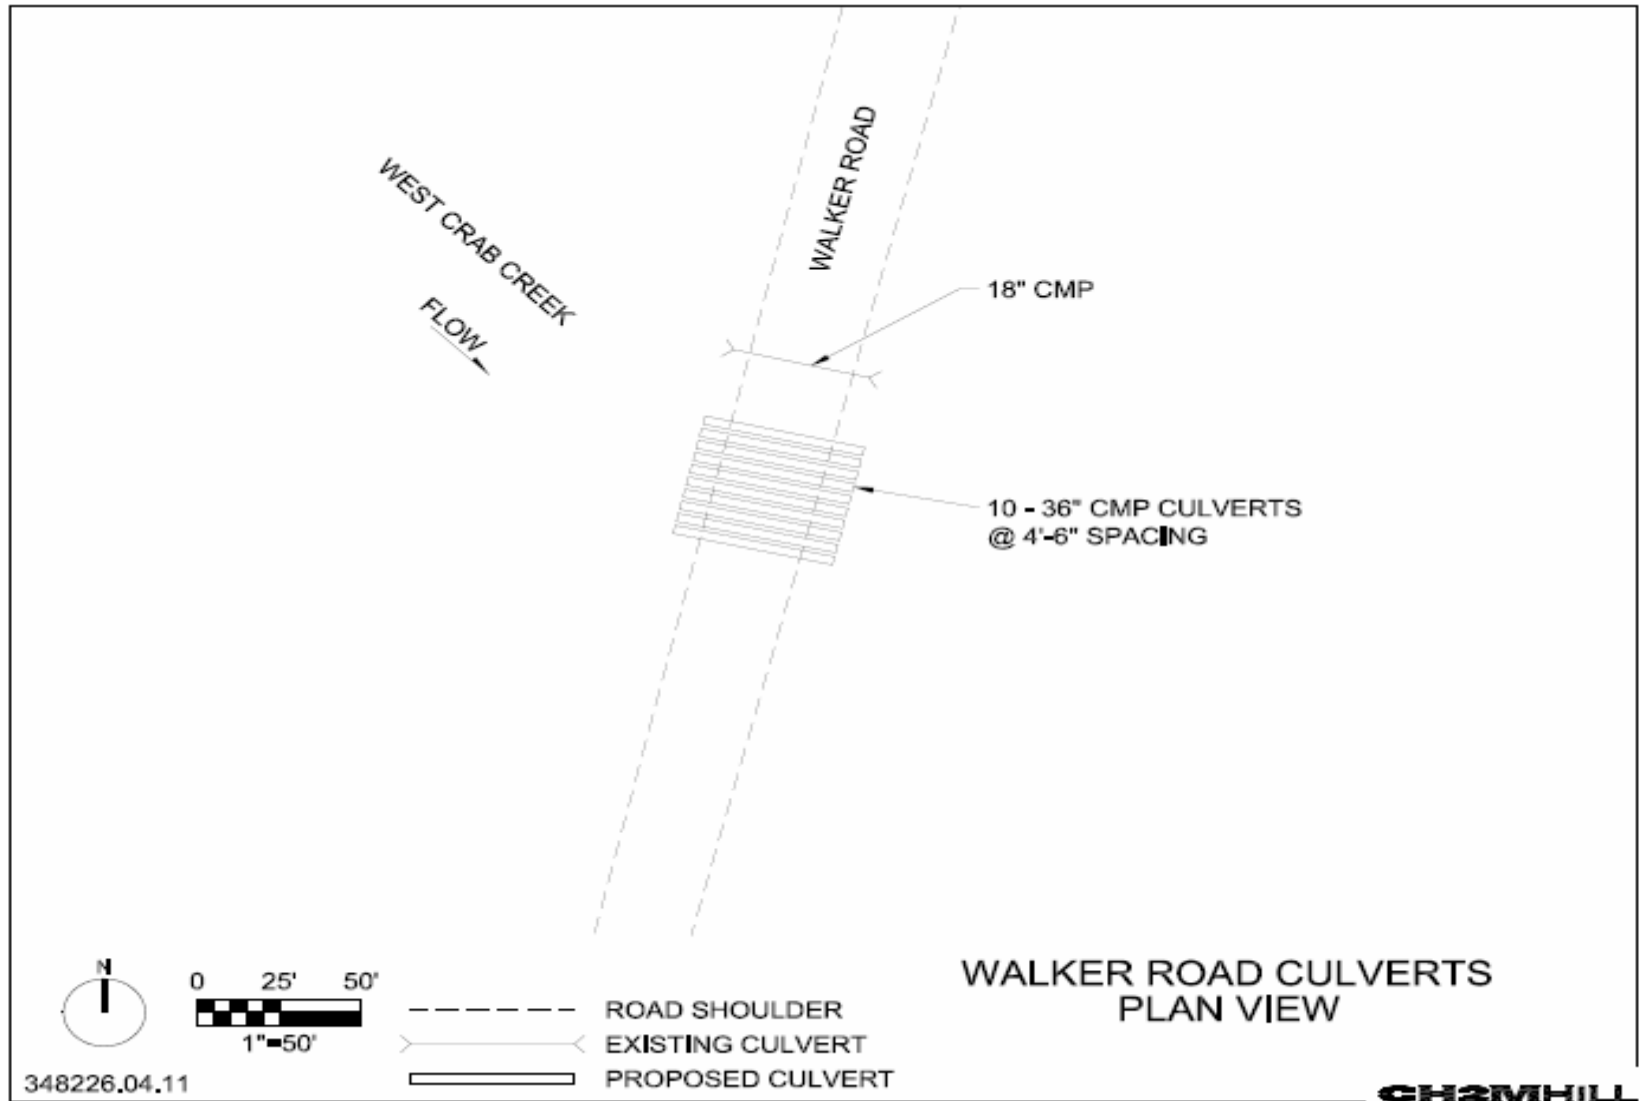 WEST CRAB CREEK
FLOW
WALKER ROAD
18" CMP
10 - 36" CMP CULVERTS
@ 4'-6" SPACING
N
0 25' 50'
1"=50'
ROAD SHOULDER
EXISTING CULVERT
PROPOSED CULVERT
WALKER ROAD CULVERTS
PLAN VIEW
348226.04.11
CH2MHILL